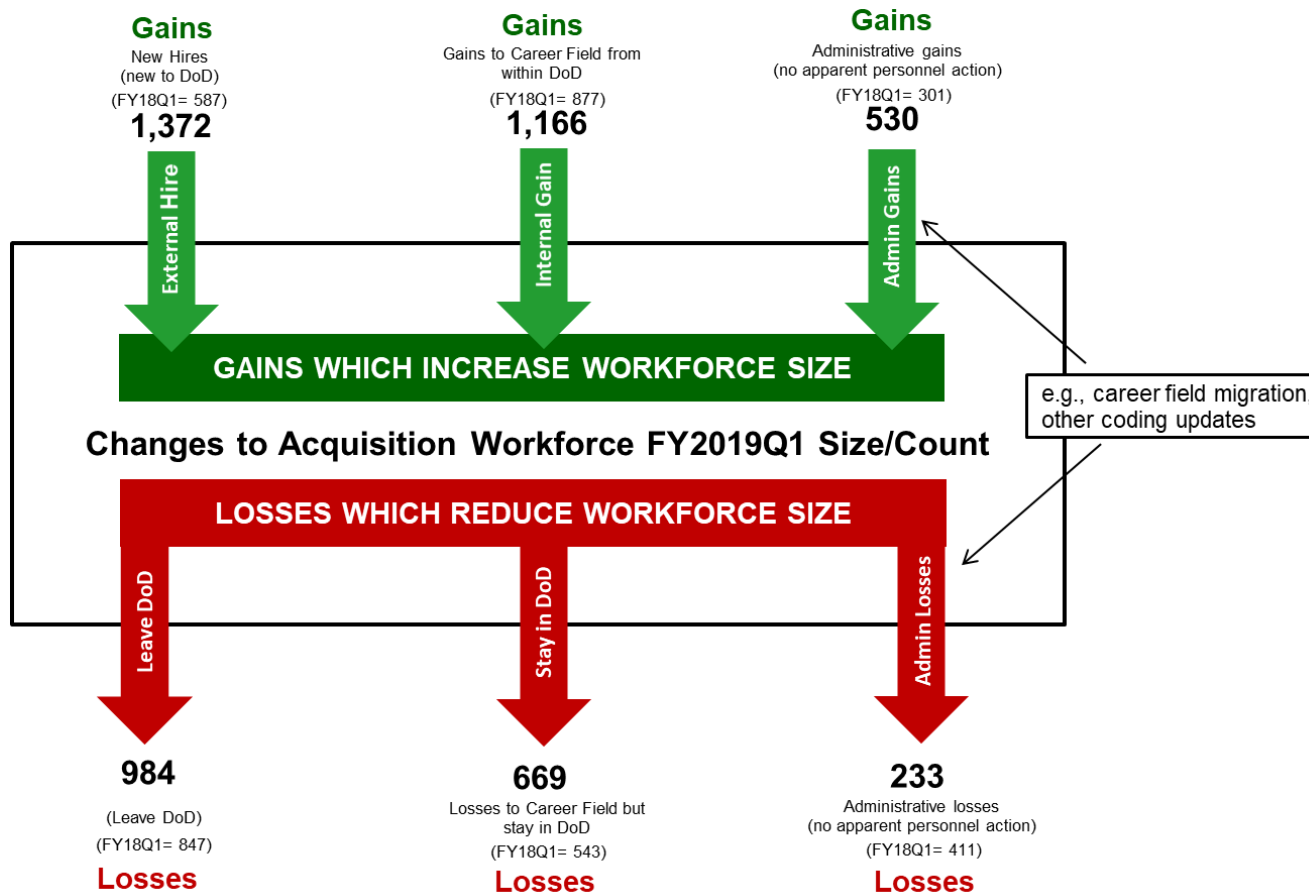 Gains
New Hires
(new to DoD)
(FY18Q1= 587)
1,372
Gains
Gains to Career Field from
within DoD
(FY18Q1= 877)
1,166
Gains
Administrative gains
(no apparent personnel action)
(FY18Q1= 301)
530
External Hire
Internal Gain
Admin Gains
GAINS WHICH INCREASE WORKFORCE SIZE
e.g., career field migration,
other coding updates
Changes to Acquisition Workforce FY2019Q1 Size/Count
LOSSES WHICH REDUCE WORKFORCE SIZE
Leave DoD
Stay in DoD
Admin Losses
984
(Leave DoD)
(FY18Q1= 847)
Losses
669
Losses to Career Field but
stay in DoD
(FY18Q1= 543)
Losses
233
Administrative losses
(no apparent personnel action)
(FY18Q1= 411)
Losses